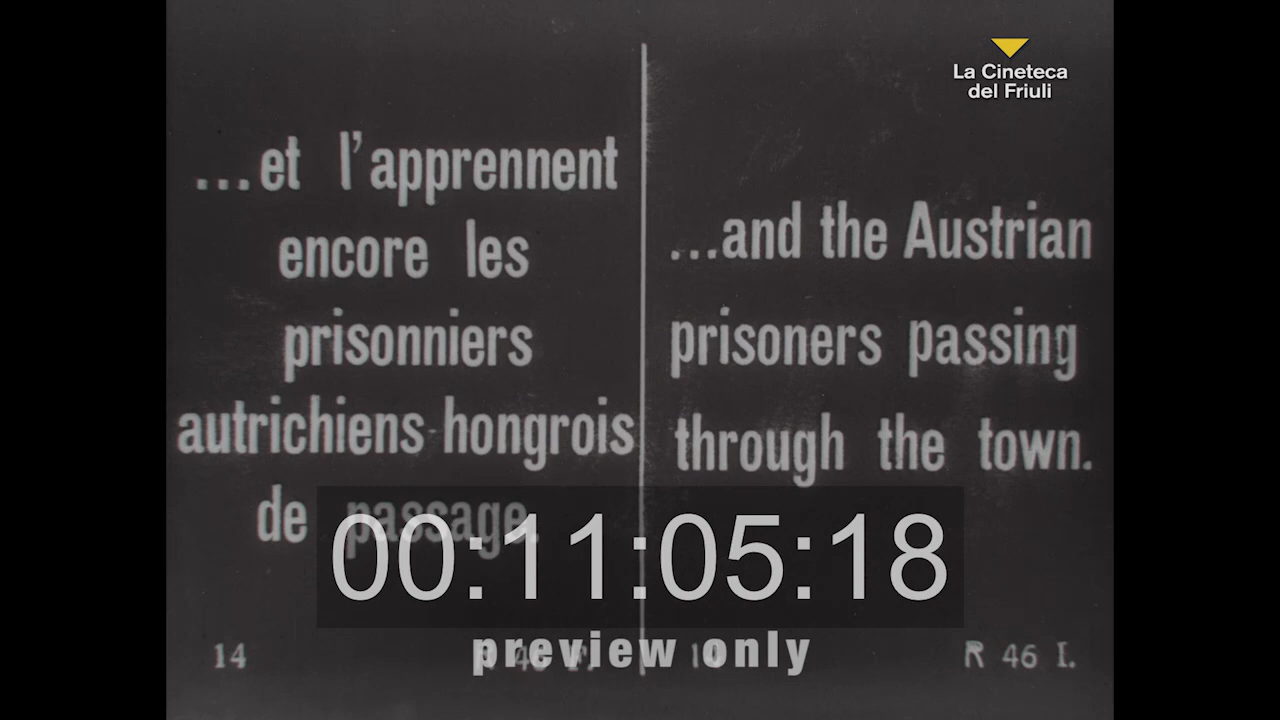 La Cineteca
del Friuli
...et l'apprennent
encore les
prisonniers
autrichiens-hongrois
de passage.
...and the Austrian
prisoners passing
through the town.
00:11:05:18
preview only
14
R 46 I.